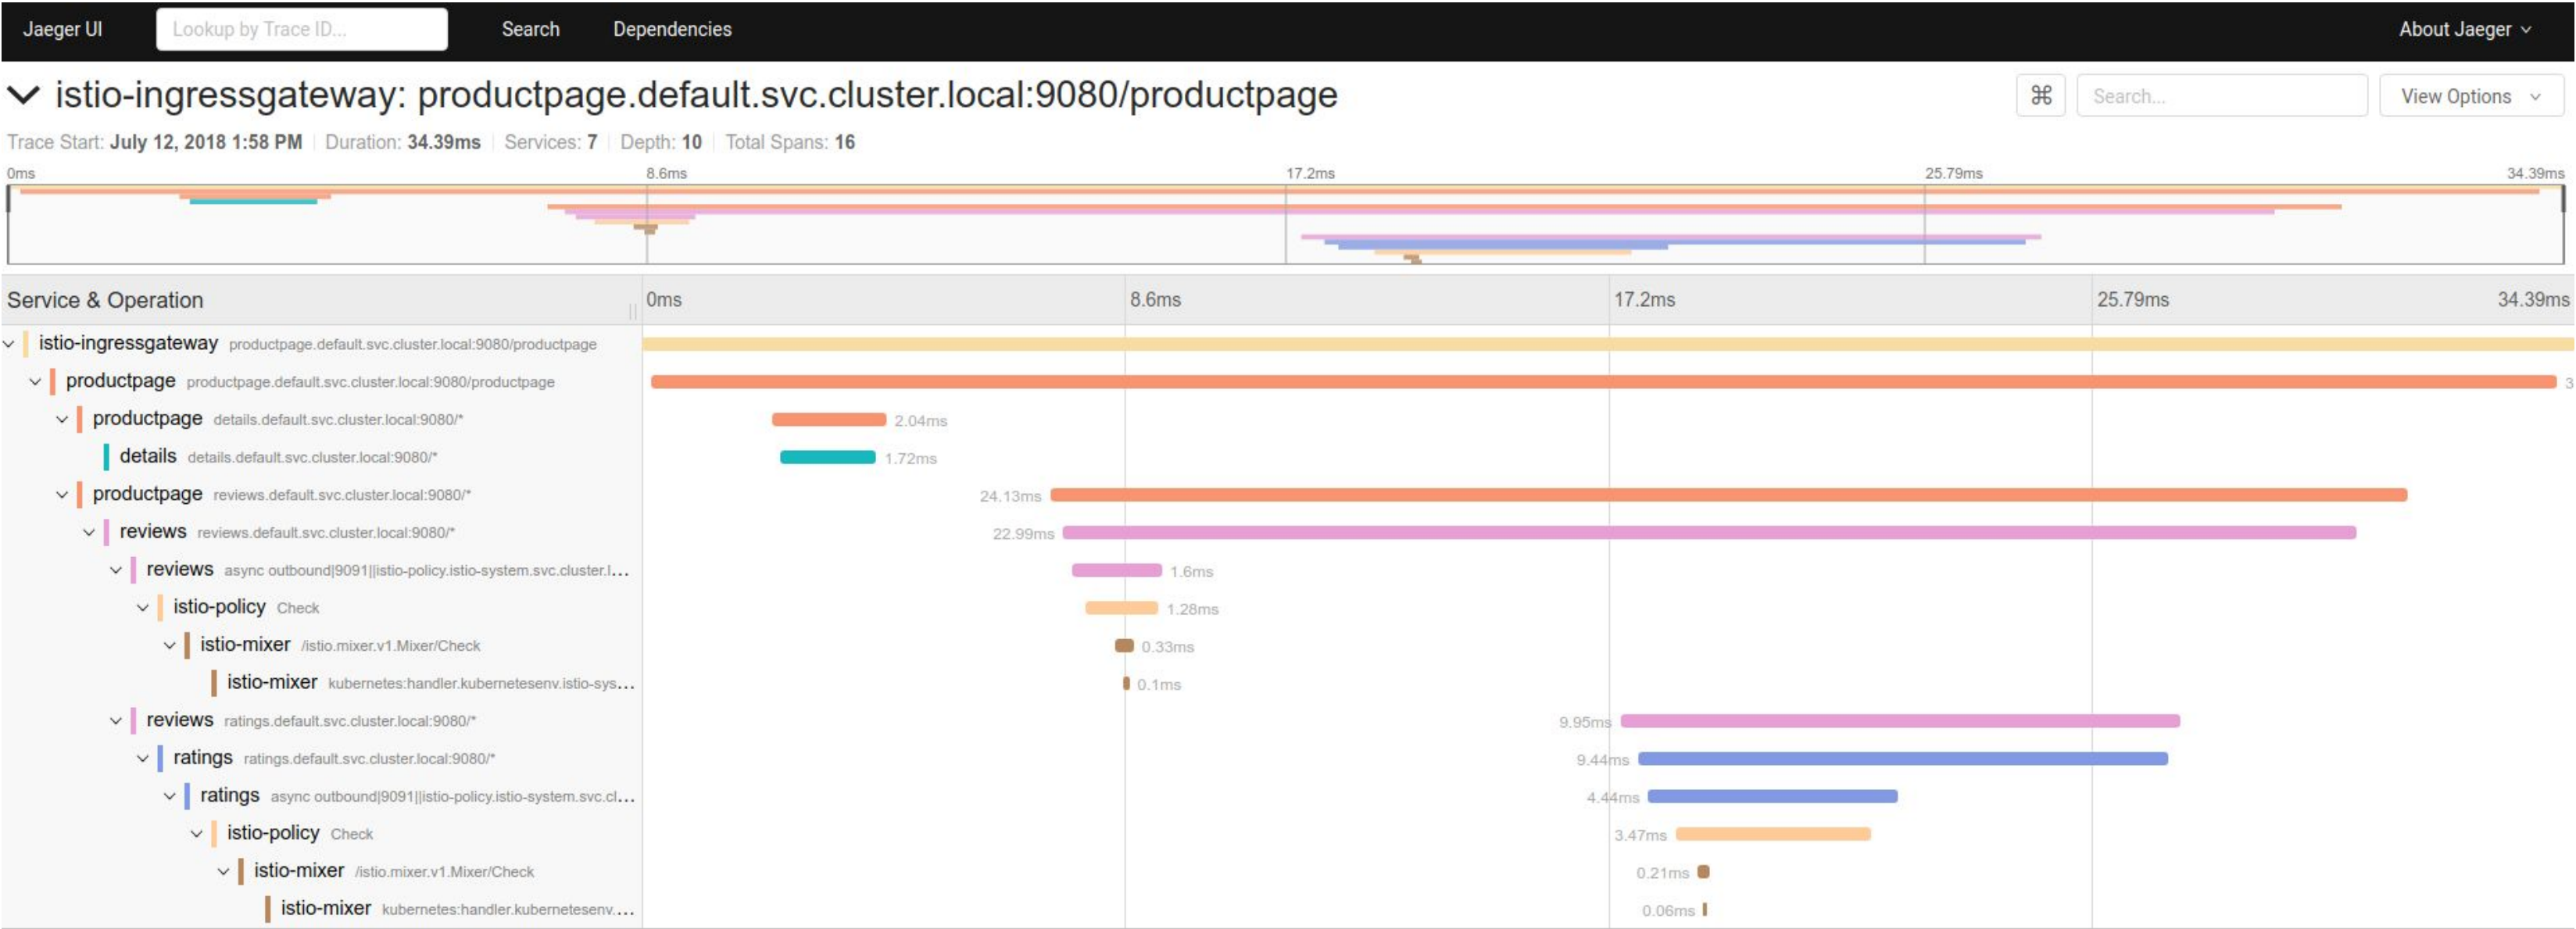 Jaeger UI Lookup by Trace ID... Search Dependencies About Jaeger
istio-ingressgateway: productpage.default.svc.cluster.local:9080/productpage ⌘ Search... View Options
Trace Start: July 12, 2018 1:58 PM Duration: 34.39ms Services: 7 Depth: 10 Total Spans: 16
0ms 8.6ms 17.2ms 25.79ms 34.39ms
Service & Operation 0ms 8.6ms 17.2ms 25.79ms 34.39ms
istio-ingressgateway productpage.default.svc.cluster.local:9080/productpage
productpage productpage.default.svc.cluster.local:9080/productpage 3
productpage details.default.svc.cluster.local:9080/* 2.04ms
details details.default.svc.cluster.local:9080/* 1.72ms
productpage reviews.default.svc.cluster.local:9080/* 24.13ms
reviews reviews.default.svc.cluster.local:9080/* 22.99ms
reviews async outbound|9091||istio-policy.istio-system.svc.cluster.l... 1.6ms
istio-policy Check 1.28ms
istio-mixer /istio.mixer.v1.Mixer/Check 0.33ms
istio-mixer kubernetes:handler.kubernetesenv.istio-sys... 0.1ms
reviews ratings.default.svc.cluster.local:9080/* 9.95ms
ratings ratings.default.svc.cluster.local:9080/* 9.44ms
ratings async outbound|9091||istio-policy.istio-system.svc.cl... 4.44ms
istio-policy Check 3.47ms
istio-mixer /istio.mixer.v1.Mixer/Check 0.21ms
istio-mixer kubernetes:handler.kubernetesenv.... 0.06ms